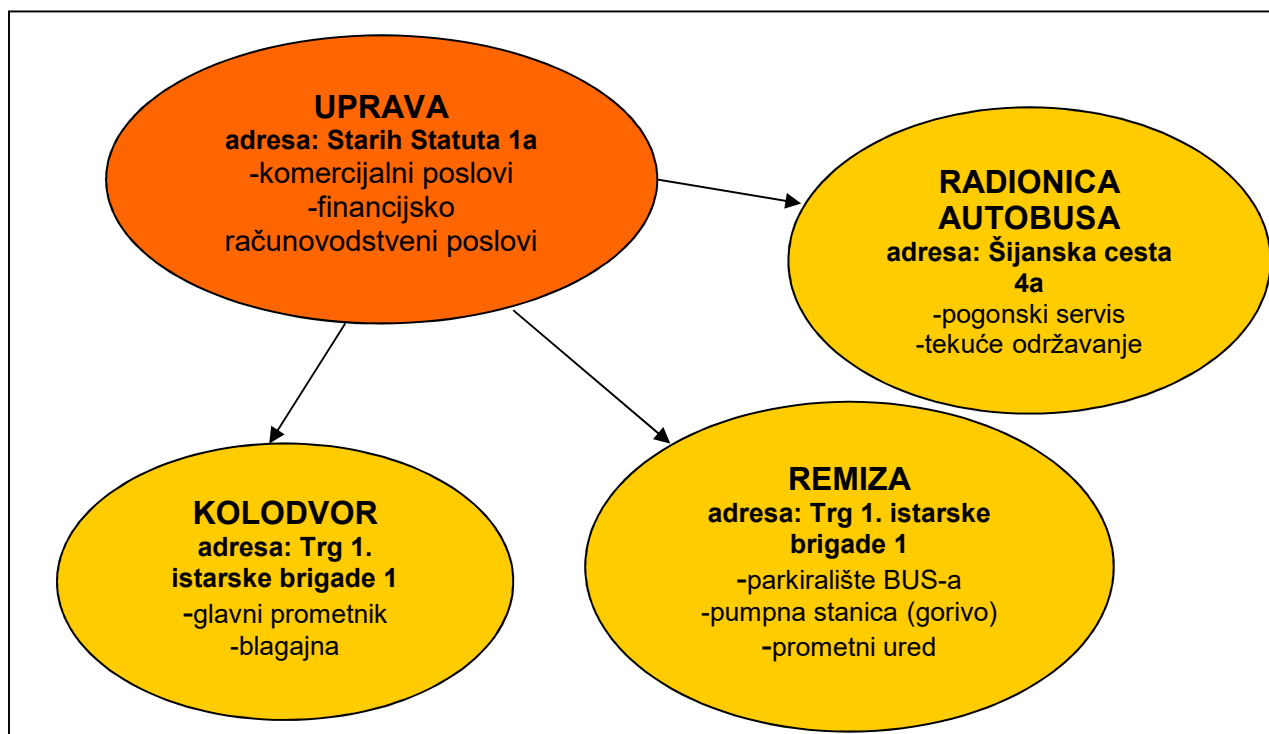 UPRAVA
adresa: Starih Statuta 1a
-komercijalni poslovi
-financijsko
računovodstveni poslovi
RADIONICA
AUTOBUSA
adresa: Šijanska cesta
4a
-pogonski servis
-tekuće održavanje
KOLODVOR
adresa: Trg 1.
istarske brigade 1
-glavni prometnik
-blagajna
REMIZA
adresa: Trg 1. istarske
brigade 1
-parkiralište BUS-a
-pumpna stanica (gorivo)
-prometni ured